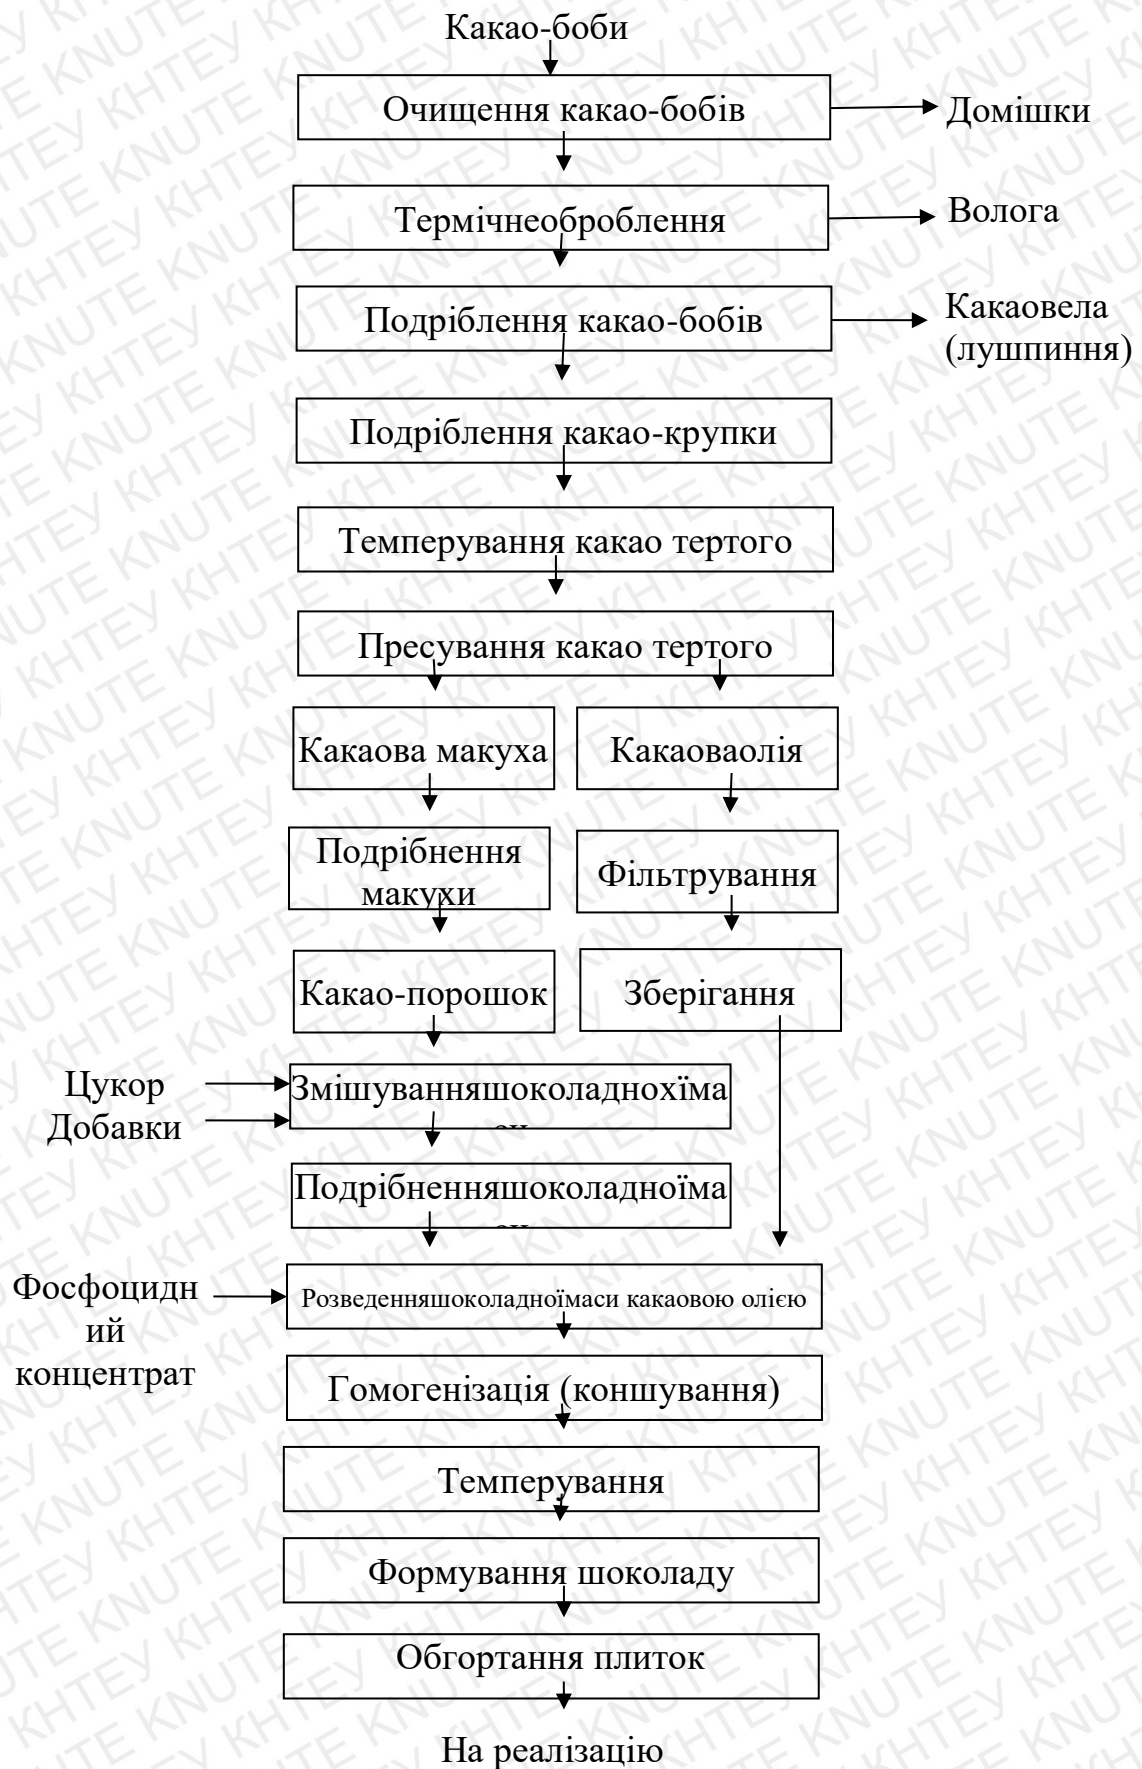 Какао-боби
Очищення какао-бобів
Домішки
Термічнеоброблення
Волога
Подріблення какао-бобів
Какаовела
(лушпиння)
Подріблення какао-крупки
Темперування какао тертого
Пресування какао тертого
Какаова макуха
Какаоваолія
Подрібнення
макухи
Фільтрування
Какао-порошок
Зберігання
Цукор
Добавки
Змішуванняшоколаднохїма
Подрібненняшоколадноїма
Фосфоцидн
ий
концентрат
Розведенняшоколадноїмаси какаовою олією
Гомогенізація (коншування)
Темперування
Формування шоколаду
Обгортання плиток
На реалізацію